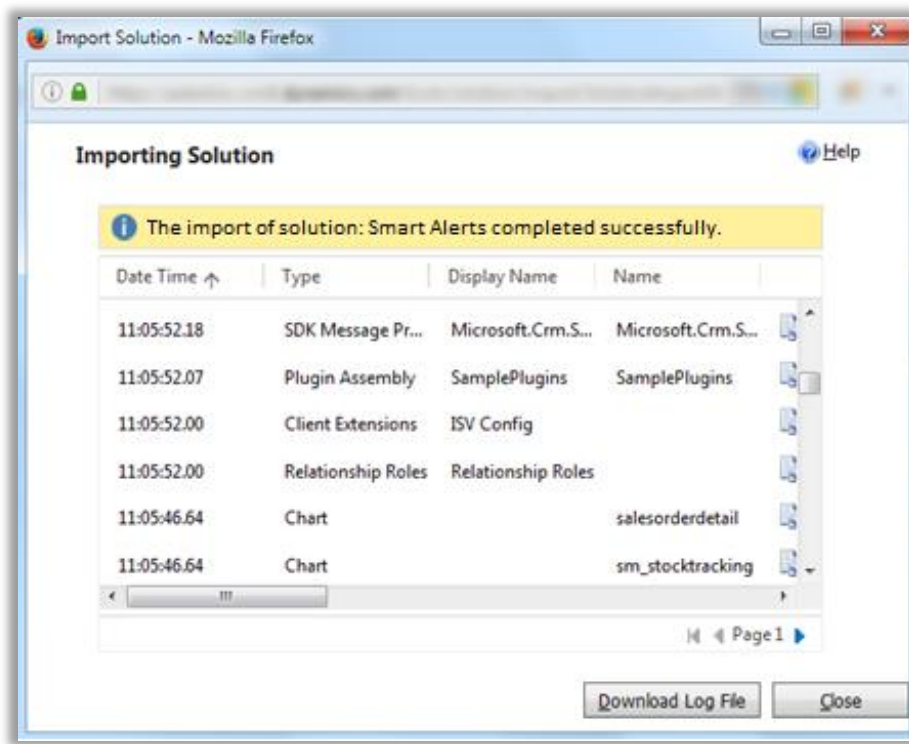 Import Solution - Mozilla Firefox
Importing Solution
Help
The import of solution: Smart Alerts completed successfully.
Date Time Type Display Name Name
11:05:52.18 SDK Message Pr... Microsoft.Crm.S... Microsoft.Crm.S...
11:05:52.07 Plugin Assembly SamplePlugins SamplePlugins
11:05:52.00 Client Extensions ISV Config
11:05:52.00 Relationship Roles Relationship Roles
11:05:46.64 Chart salesorderdetail
11:05:46.64 Chart sm_stocktracking
Page 1
Download Log File Close